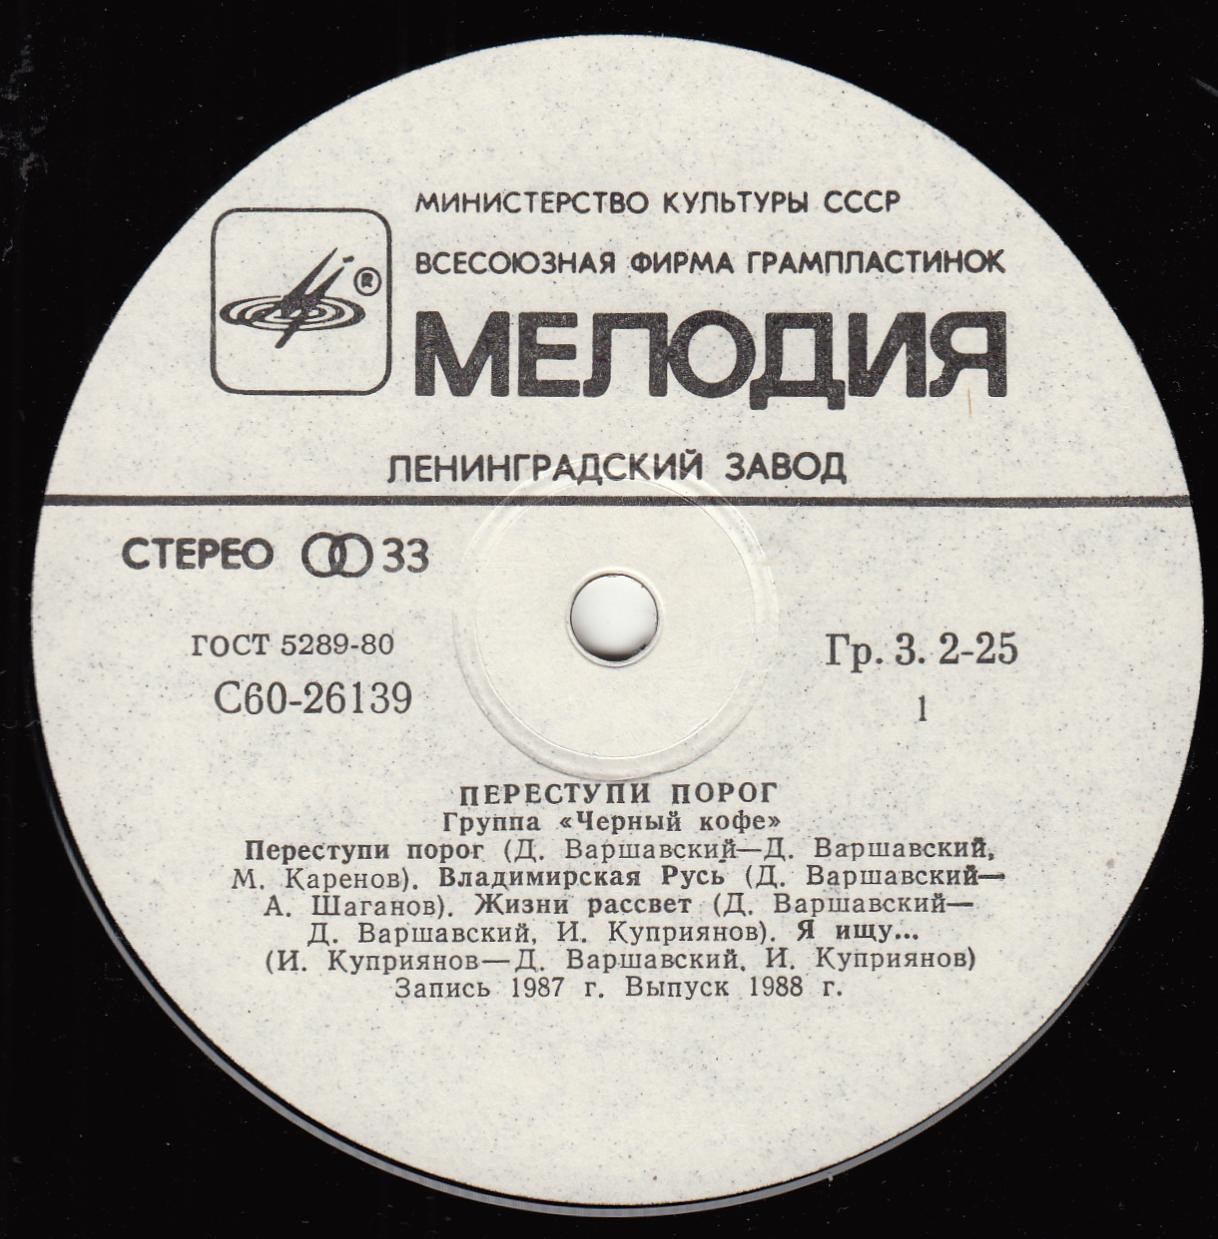 МИНИСТЕРСТВО КУЛЬТУРЫ СССР
ВСЕСОЮЗНАЯ ФИРМА ГРАМПЛАСТИНОК
®
МЕЛОДИЯ
ЛЕНИНГРАДСКИЙ ЗАВОД
СТЕРЕО 33
ГОСТ 5289-80
Гр. 3. 2-25
С60-26139
1
ПЕРЕСТУПИ ПОРОГ
Группа «Черный кофе»
Переступи порог (Д. Варшавский—Д. Варшавский,
М. Каренов). Владимирская Русь (Д. Варшавский—
А. Шаганов). Жизни рассвет (Д. Варшавский—
Д. Варшавский, И. Куприянов). Я ищу...
(И. Куприянов—Д. Варшавский, И. Куприянов)
Запись 1987 г. Выпуск 1988 г.